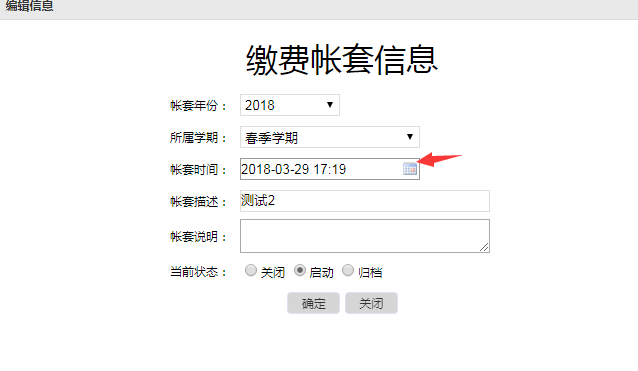 编辑信息
缴费帐套信息
帐套年份： 2018
所属学期： 春季学期
帐套时间： 2018-03-29 17:19
帐套描述： 测试2
帐套说明：
当前状态： 关闭 启动 归档
确定 关闭